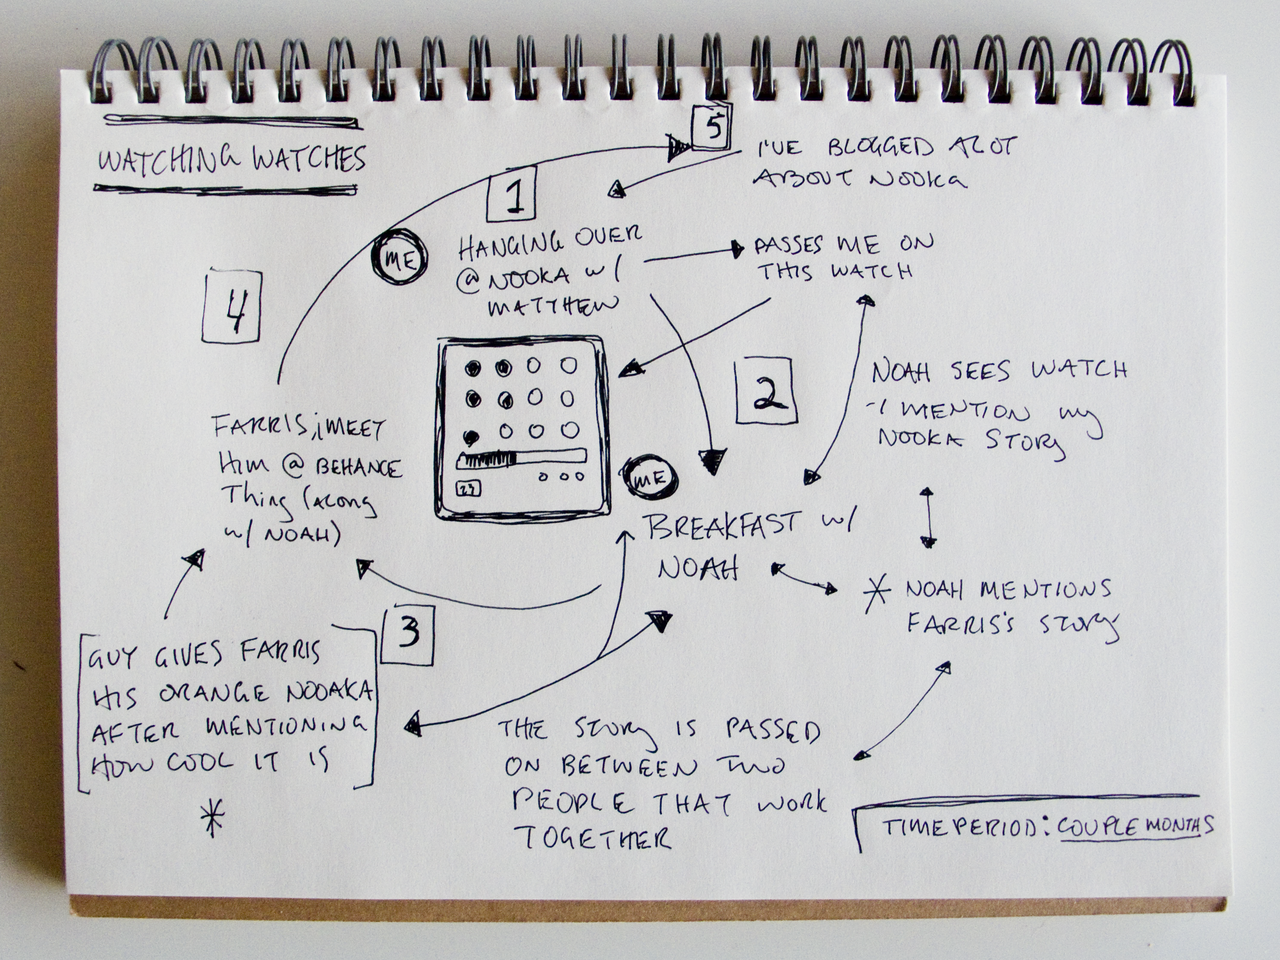 WATCHING WATCHES
5
I'VE BLOGGED ALOT
ABOUT NOOKA
1
ME
HANGING OVER
@ NOOKA w/
MATTHEW
PASSES ME ON
THIS WATCH
4
2
NOAH SEES WATCH
-I MENTION my
NOOKA STORY
FARRIS, i MEET
HIM @ BEHANCE
THING (ALONG
w/ NOAH)
23
ME
BREAKFAST w/
NOAH
* NOAH MENTIONS
FARRIS'S STORY
3
GUY GIVES FARRIS
HIS ORANGE NOOAKA
AFTER MENTIONING
HOW COOL IT IS
*
THE STORY IS PASSED
ON BETWEEN TWO
PEOPLE THAT WORK
TOGETHER
TIME PERIOD: COUPLE MONTHS